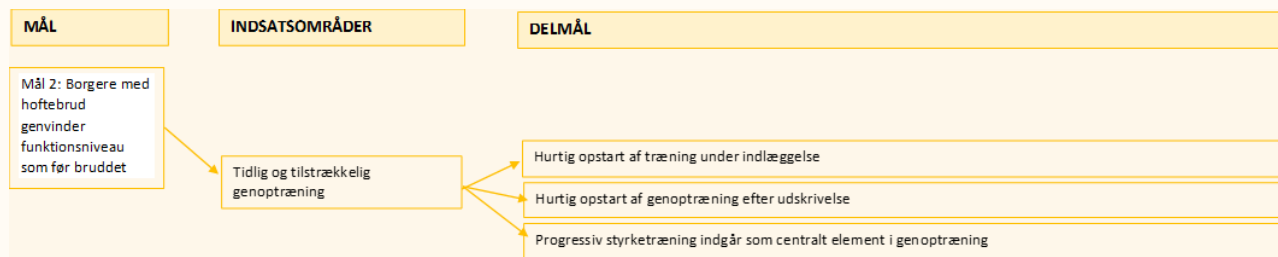 MÅL
INDSATSOMRÅDER
DELMÅL
Mål 2: Borgere med
hoftebrud
genvinder
funktionsniveau
som før bruddet
Tidlig og tilstrækkelig
genoptræning
Hurtig opstart af træning under indlæggelse
Hurtig opstart af genoptræning efter udskrivelse
Progressiv styrketræning indgår som centralt element i genoptræning